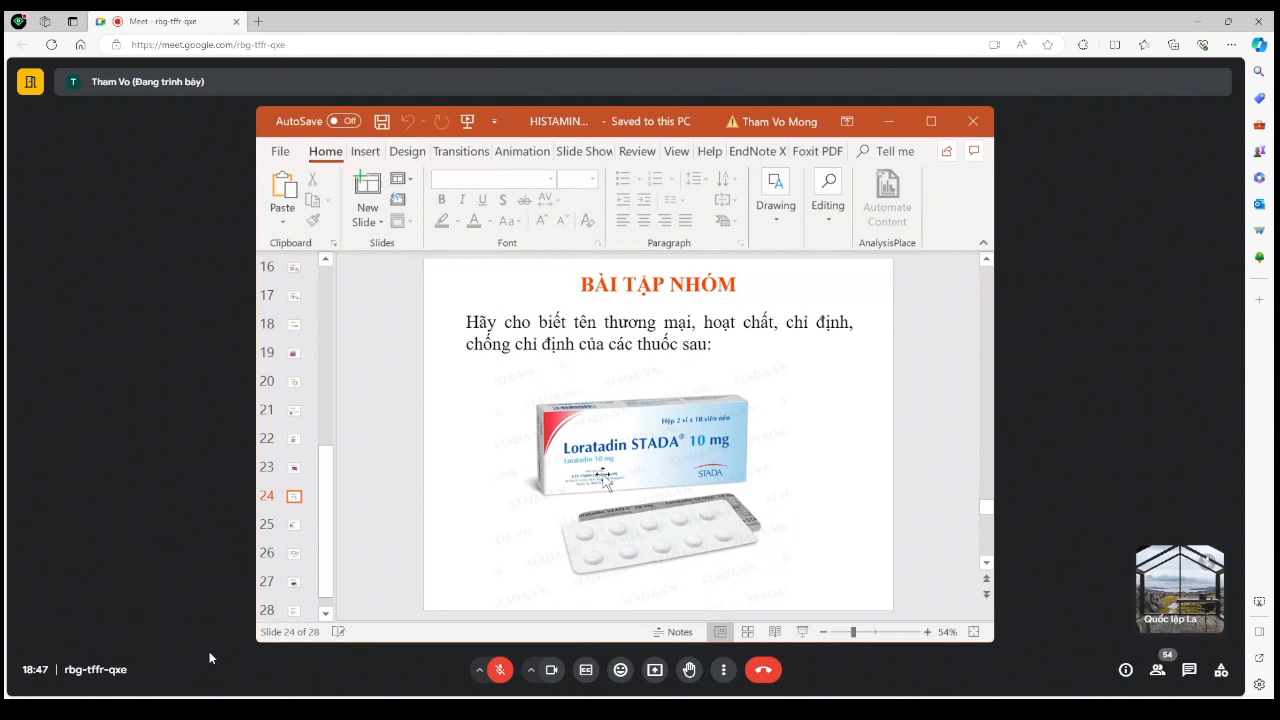 Meet - rbg-tffr-qxe
https://meet.google.com/rbg-tffr-qxe
T Tham Vo (Đang trình bày)
AutoSave Off HISTAMIN... - Saved to this PC Tham Vo Mong
File Home Insert Design Transitions Animation Slide Show Review View Help EndNote X Foxit PDF Tell me
Paste New Slide Drawing Editing Automate Content
B I U S ab AV
A Aa A A A
Clipboard Slides Font Paragraph AnalysisPlace
16
17
18
19
20
21
22
23
24
25
26
27
28
BÀI TẬP NHÓM
Hãy cho biết tên thương mại, hoạt chất, chỉ định,
chống chỉ định của các thuốc sau:
Hộp 2 vỉ x 10 viên nén
Loratadin STADA® 10 mg
Loratadin 10 mg
STADA
Slide 24 of 28 Notes 54%
Quốc lập La
18:47 rbg-tffr-qxe
54